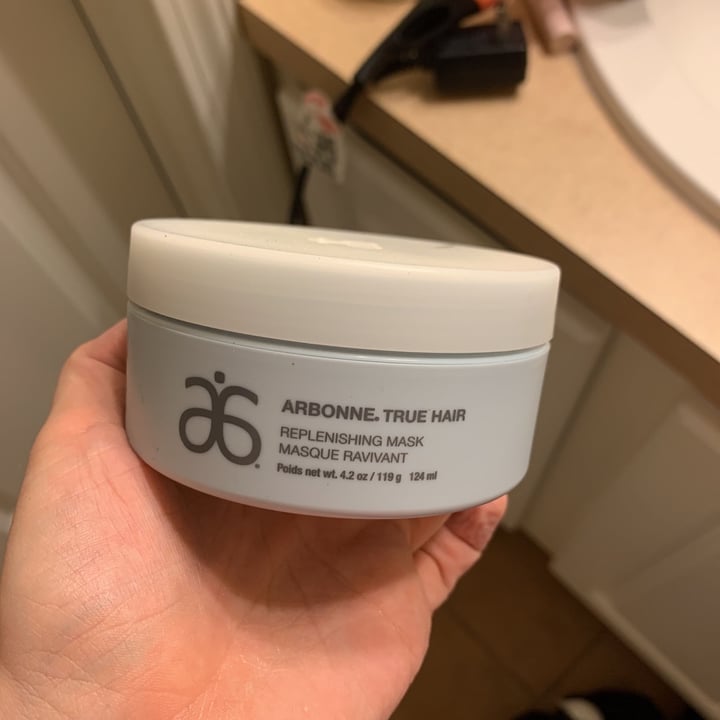 ARBONNE. TRUE HAIR
REPLENISHING MASK
MASQUE RAVIVANT
Poids net wt. 4.2 oz / 119 g 124 ml